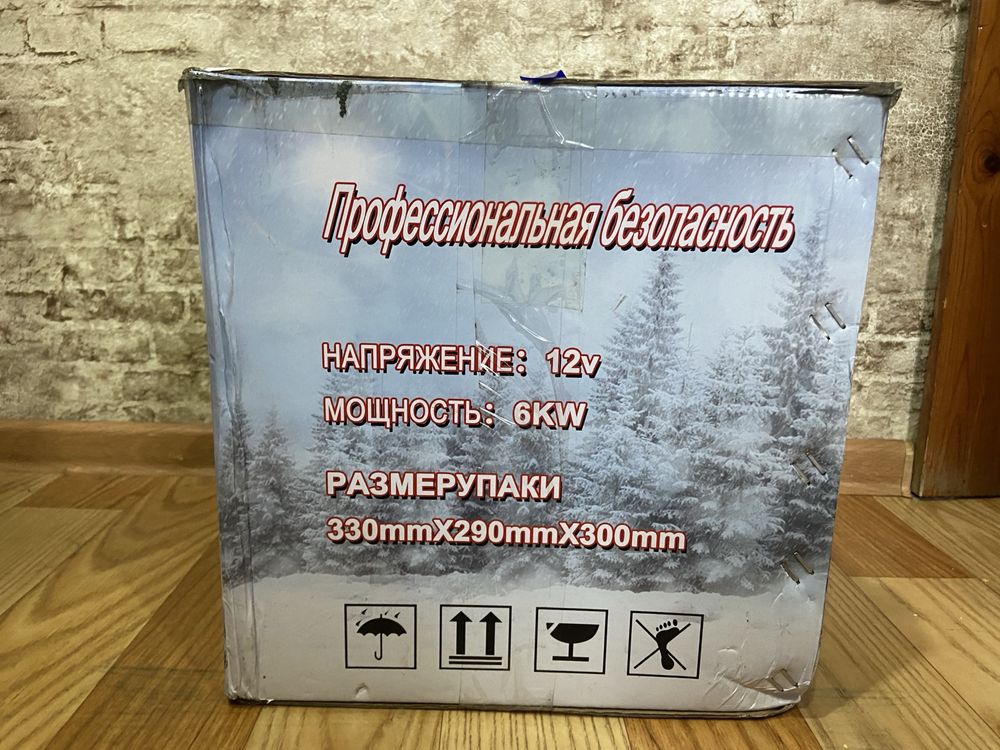 Профессиональная безопасность
НАПРЯЖЕНИЕ: 12v
МОЩНОСТЬ: 6KW
РАЗМЕРУПАКИ
330mmX290mmX300mm